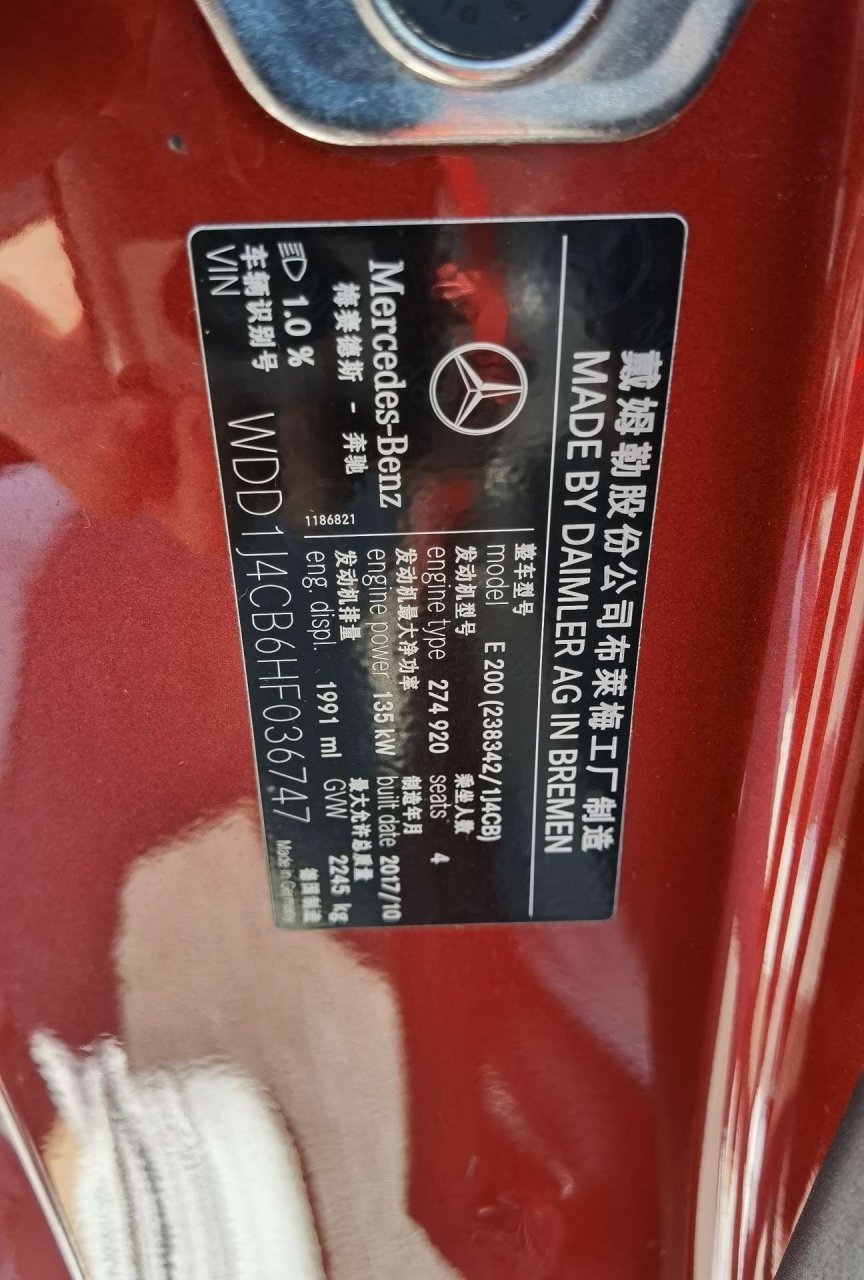 戴姆勒股份公司布莱梅工厂制造
MADE BY DAIMLER AG IN BREMEN
Mercedes-Benz
梅赛德斯 - 奔驰
1.0 %
1186821
整车型号
model E 200 (238342/1J4CB)
发动机型号 乘坐人数
engine type 274 920 seats 4
发动机最大净功率 制造年月
engine power 135 kW built date 2017/10
发动机排量 最大允许总质量
eng. displ. 1991 ml GVW 2245 kg
车辆识别号 德国制造
VIN WDD1J4CB6HF036747 Made in Germany